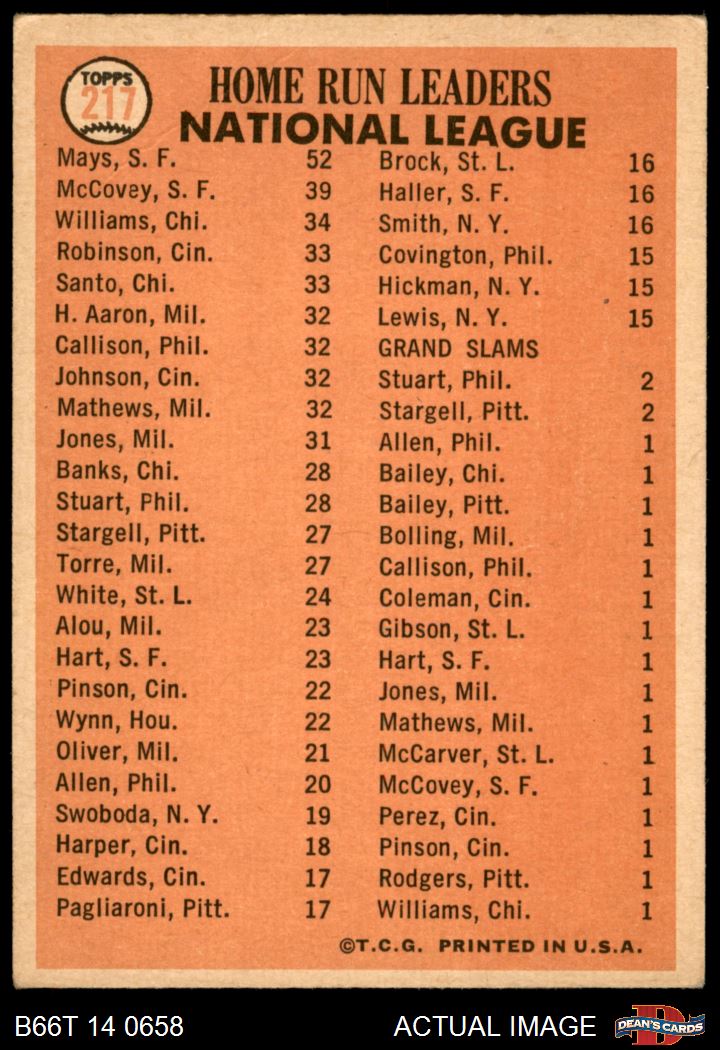 TOPPS
217
HOME RUN LEADERS
NATIONAL LEAGUE
Mays, S. F. 52
McCovey, S. F. 39
Williams, Chi. 34
Robinson, Cin. 33
Santo, Chi. 33
H. Aaron, Mil. 32
Callison, Phil. 32
Johnson, Cin. 32
Mathews, Mil. 32
Jones, Mil. 31
Banks, Chi. 28
Stuart, Phil. 28
Stargell, Pitt. 27
Torre, Mil. 27
White, St. L. 24
Alou, Mil. 23
Hart, S. F. 23
Pinson, Cin. 22
Wynn, Hou. 22
Oliver, Mil. 21
Allen, Phil. 20
Swoboda, N. Y. 19
Harper, Cin. 18
Edwards, Cin. 17
Pagliaroni, Pitt. 17
Brock, St. L. 16
Haller, S. F. 16
Smith, N. Y. 16
Covington, Phil. 15
Hickman, N. Y. 15
Lewis, N. Y. 15
GRAND SLAMS
Stuart, Phil. 2
Stargell, Pitt. 2
Allen, Phil. 1
Bailey, Chi. 1
Bailey, Pitt. 1
Bolling, Mil. 1
Callison, Phil. 1
Coleman, Cin. 1
Gibson, St. L. 1
Hart, S. F. 1
Jones, Mil. 1
Mathews, Mil. 1
McCarver, St. L. 1
McCovey, S. F. 1
Perez, Cin. 1
Pinson, Cin. 1
Rodgers, Pitt. 1
Williams, Chi. 1
©T.C.G. PRINTED IN U.S.A.
B66T 14 0658
ACTUAL IMAGE
D
DEAN'S CARDS